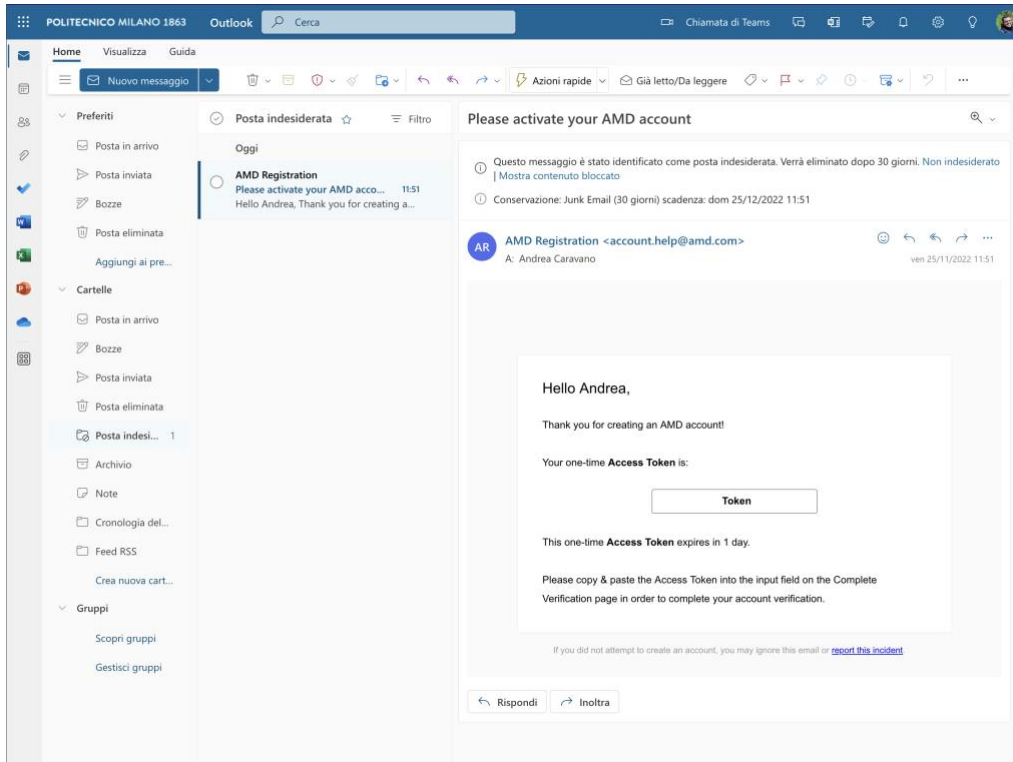 POLITECNICO MILANO 1863
Outlook
Cerca
Chiamata di Teams
Home
Visualizza
Guida
Nuovo messaggio
Azioni rapide
Già letto/Da leggere
Preferiti
Posta in arrivo
Posta inviata
Bozze
Posta eliminata
Aggiungi ai pre...
Cartelle
Posta in arrivo
Bozze
Posta inviata
Posta eliminata
Posta indesi... 1
Archivio
Note
Cronologia del...
Feed RSS
Crea nuova cart...
Gruppi
Scopri gruppi
Gestisci gruppi
Posta indesiderata
Filtro
Oggi
AMD Registration
Please activate your AMD acco... 11:51
Hello Andrea, Thank you for creating a...
Please activate your AMD account
Questo messaggio è stato identificato come posta indesiderata. Verrà eliminato dopo 30 giorni. Non indesiderato
| Mostra contenuto bloccato
Conservazione: Junk Email (30 giorni) scadenza: dom 25/12/2022 11:51
AR
AMD Registration <account.help@amd.com>
A: Andrea Caravano
ven 25/11/2022 11:51
Hello Andrea,
Thank you for creating an AMD account!
Your one-time Access Token is:
Token
This one-time Access Token expires in 1 day.
Please copy & paste the Access Token into the input field on the Complete
Verification page in order to complete your account verification.
If you did not attempt to create an account, you may ignore this email or report this incident
Rispondi
Inoltra